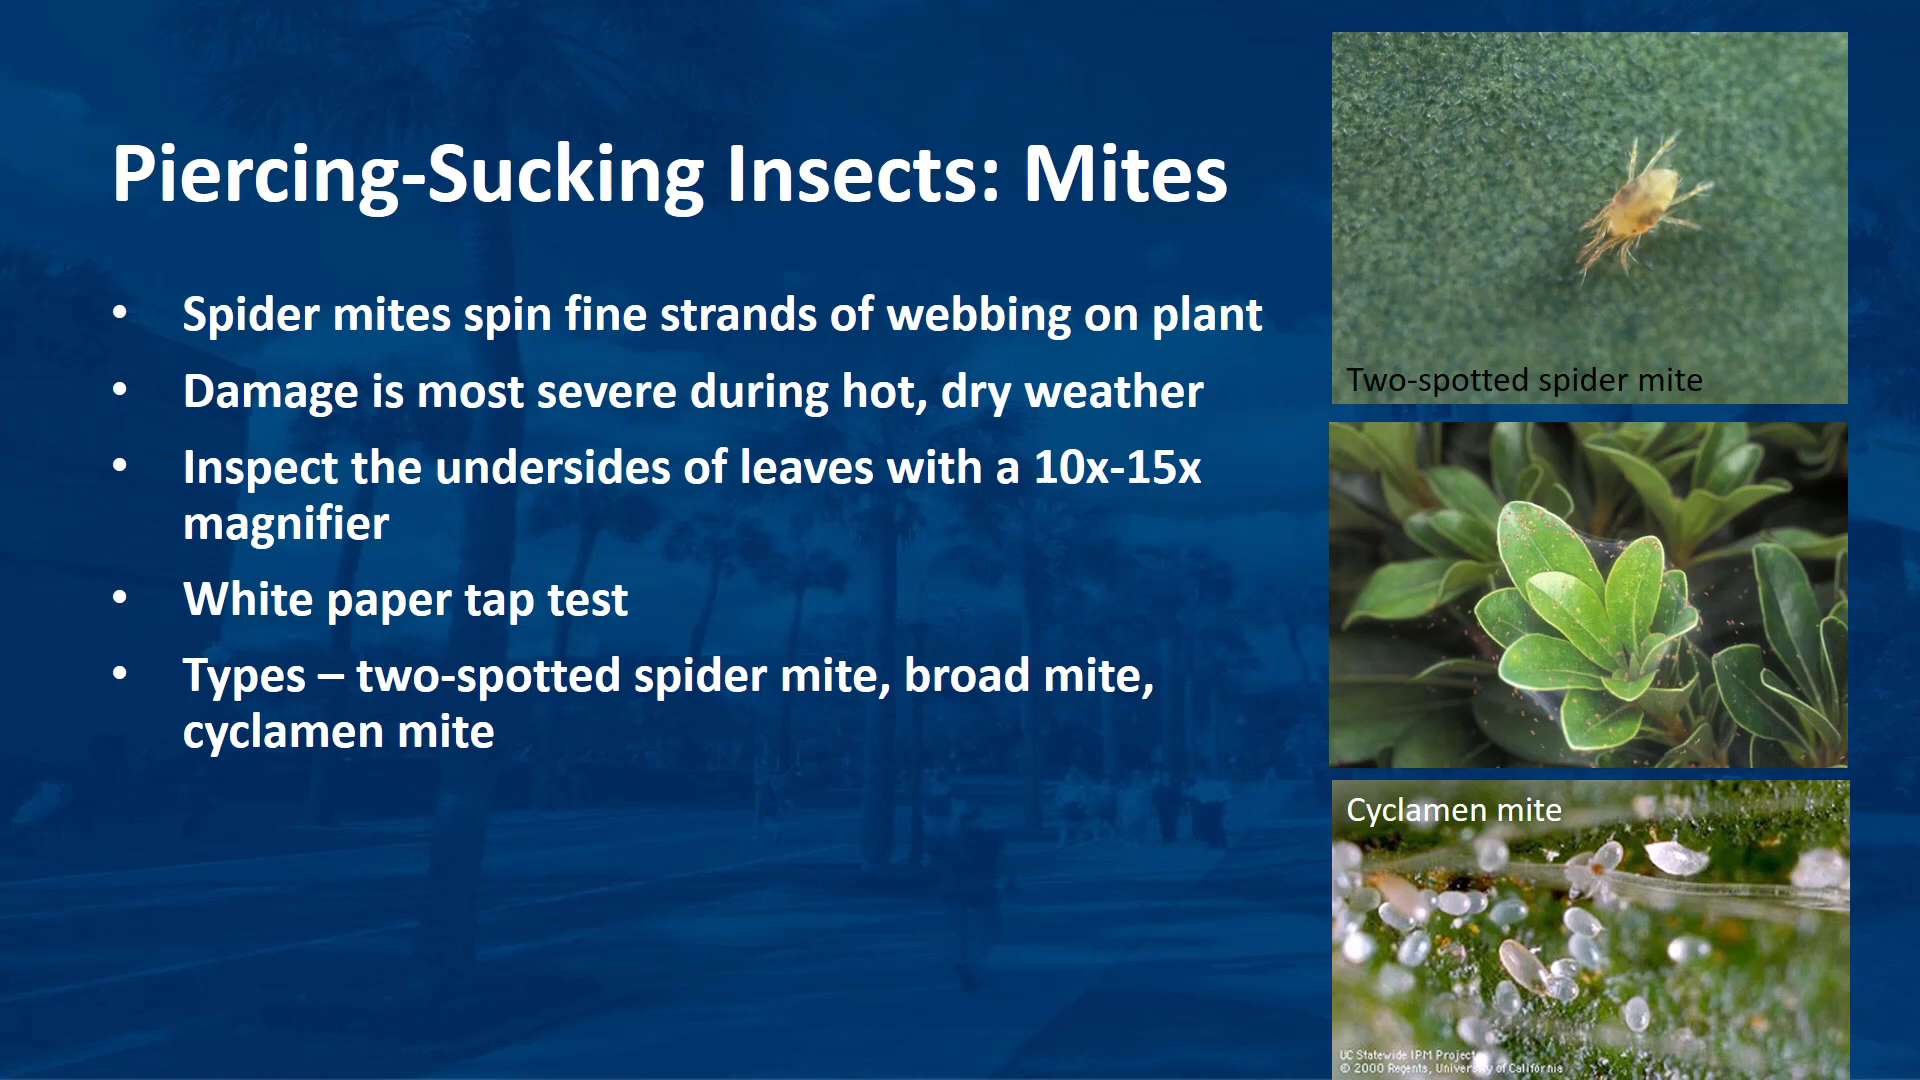 Piercing-Sucking Insects: Mites
• Spider mites spin fine strands of webbing on plant
• Damage is most severe during hot, dry weather
• Inspect the undersides of leaves with a 10x-15x
magnifier
• White paper tap test
• Types – two-spotted spider mite, broad mite,
cyclamen mite
Two-spotted spider mite
Cyclamen mite
UC Statewide IPM Project
© 2000 Regents, University of California